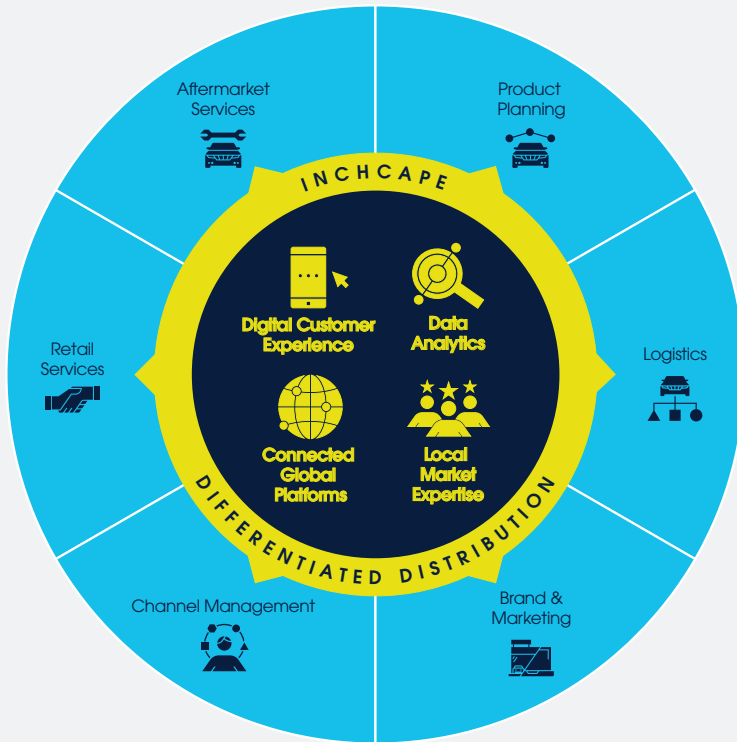 Aftermarket
Services
Product
Planning
INCHCAPE
Digital Customer
Experience
Data
Analytics
Retail
Services
Logistics
Connected
Global
Platforms
Local
Market
Expertise
DIFFERENTIATED DISTRIBUTION
Channel Management
Brand &
Marketing